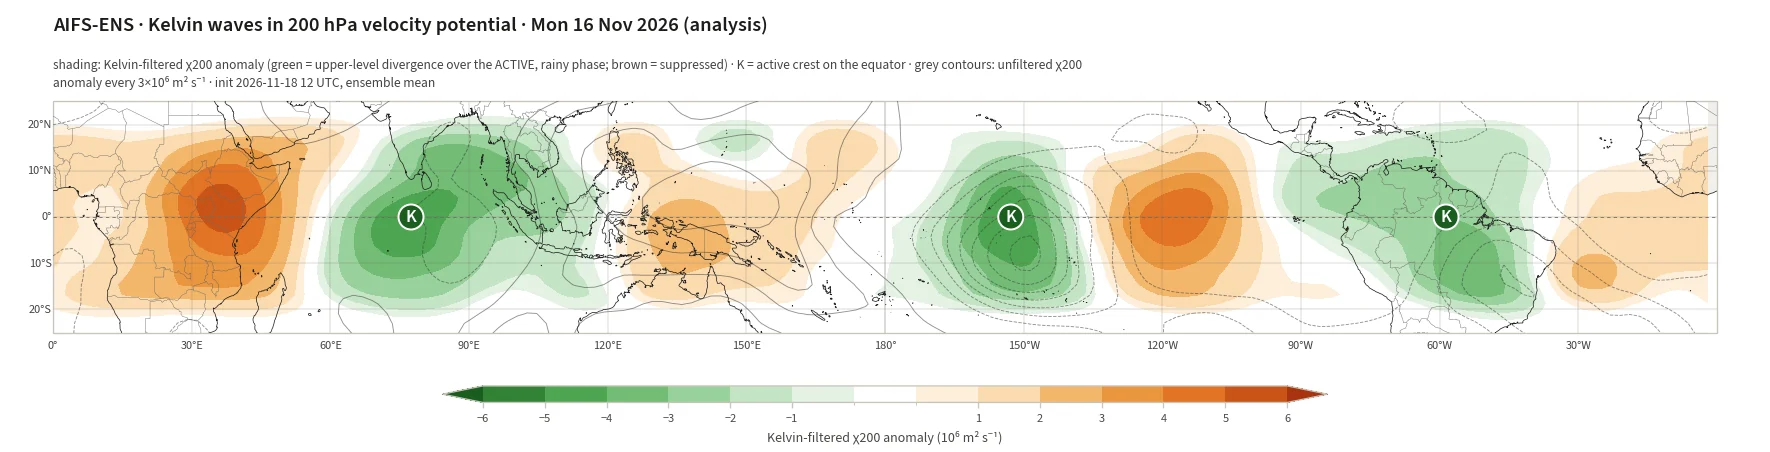 AIFS-ENS · Kelvin waves in 200 hPa velocity potential · Mon 16 Nov 2026 (analysis)
shading: Kelvin-filtered χ200 anomaly (green = upper-level divergence over the ACTIVE, rainy phase; brown = suppressed) · K = active crest on the equator · grey contours: unfiltered χ200
anomaly every 3×10⁶ m² s⁻¹ · init 2026-11-18 12 UTC, ensemble mean
20°N
10°N
0°
10°S
20°S
K K K
0° 30°E 60°E 90°E 120°E 150°E 180° 150°W 120°W 90°W 60°W 30°W
−6 −5 −4 −3 −2 −1 1 2 3 4 5 6
Kelvin-filtered χ200 anomaly (10⁶ m² s⁻¹)